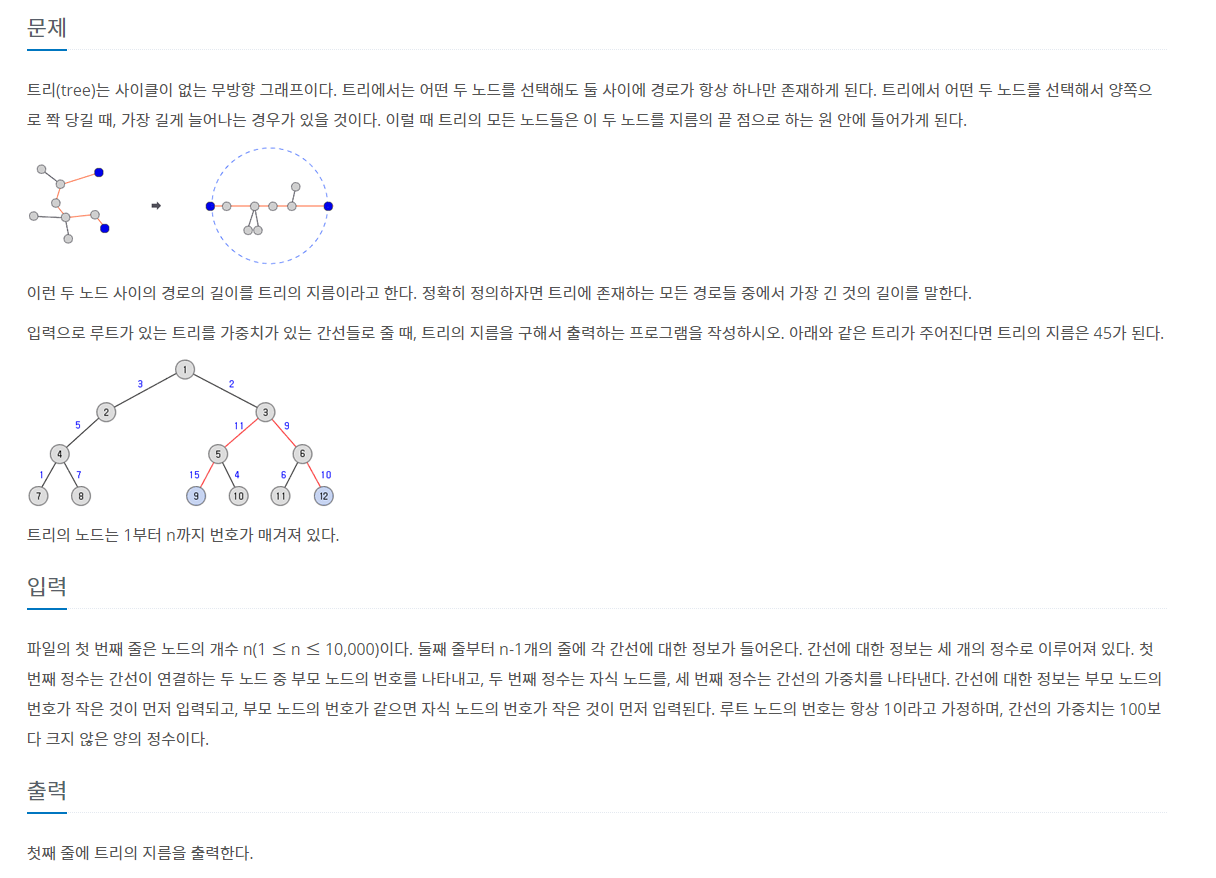 문제
트리(tree)는 사이클이 없는 무방향 그래프이다. 트리에서는 어떤 두 노드를 선택해도 둘 사이에 경로가 항상 하나만 존재하게 된다. 트리에서 어떤 두 노드를 선택해서 양쪽으
로 쫙 당길 때, 가장 길게 늘어나는 경우가 있을 것이다. 이럴 때 트리의 모든 노드들은 이 두 노드를 지름의 끝 점으로 하는 원 안에 들어가게 된다.
이런 두 노드 사이의 경로의 길이를 트리의 지름이라고 한다. 정확히 정의하자면 트리에 존재하는 모든 경로들 중에서 가장 긴 것의 길이를 말한다.
입력으로 루트가 있는 트리를 가중치가 있는 간선들로 줄 때, 트리의 지름을 구해서 출력하는 프로그램을 작성하시오. 아래와 같은 트리가 주어진다면 트리의 지름은 45가 된다.
1
3 2
2 3
5 11 9
4 5 6
1 7 15 4 6 10
7 8 9 10 11 12
트리의 노드는 1부터 n까지 번호가 매겨져 있다.
입력
파일의 첫 번째 줄은 노드의 개수 n(1 ≤ n ≤ 10,000)이다. 둘째 줄부터 n-1개의 줄에 각 간선에 대한 정보가 들어온다. 간선에 대한 정보는 세 개의 정수로 이루어져 있다. 첫
번째 정수는 간선이 연결하는 두 노드 중 부모 노드의 번호를 나타내고, 두 번째 정수는 자식 노드를, 세 번째 정수는 간선의 가중치를 나타낸다. 간선에 대한 정보는 부모 노드의
번호가 작은 것이 먼저 입력되고, 부모 노드의 번호가 같으면 자식 노드의 번호가 작은 것이 먼저 입력된다. 루트 노드의 번호는 항상 1이라고 가정하며, 간선의 가중치는 100보
다 크지 않은 양의 정수이다.
출력
첫째 줄에 트리의 지름을 출력한다.